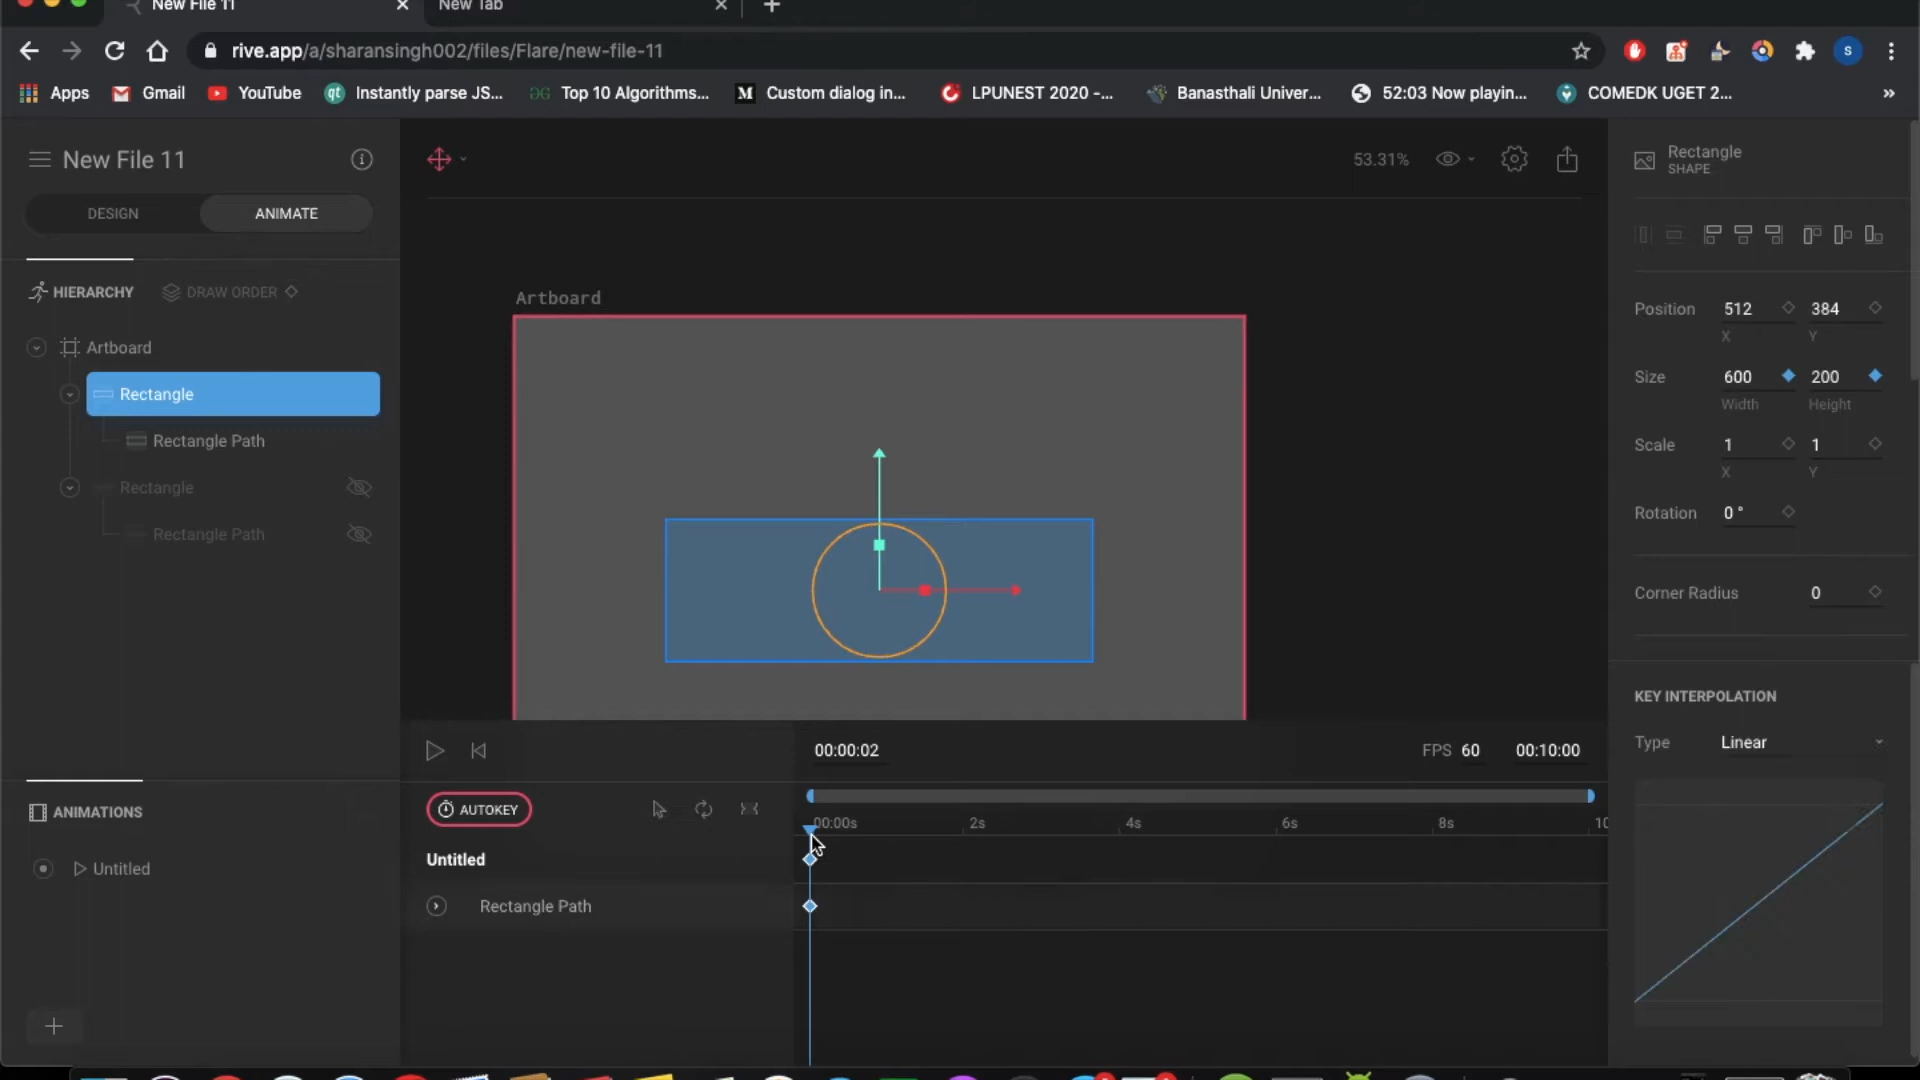 New File 11
New Tab
rive.app/a/sharansingh002/files/Flare/new-file-11
S
Apps
Gmail
YouTube
qt Instantly parse JS...
GG Top 10 Algorithms...
M Custom dialog in...
LPUNEST 2020 -...
Banasthali Univer...
52:03 Now playin...
COMEDK UGET 2...
»
New File 11
DESIGN
ANIMATE
HIERARCHY
DRAW ORDER
Artboard
Rectangle
Rectangle Path
Rectangle
Rectangle Path
53.31%
Artboard
Rectangle
SHAPE
Position 512 384
X Y
Size 600 200
Width Height
Scale 1 1
X Y
Rotation 0°
Corner Radius 0
KEY INTERPOLATION
Type Linear
00:00:02
FPS 60 00:10:00
AUTOKEY
00:00s 2s 4s 6s 8s 10
Untitled
Rectangle Path
ANIMATIONS
Untitled